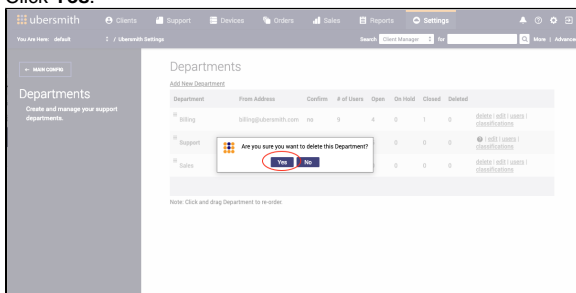 Click YES.
ubersmith Clients Support Devices Orders Sales Reports Settings
You Are Here: default / Ubersmith Settings Search Client Manager for More | Advance
← MAIN CONFIG
Departments
Create and manage your support
departments.
Departments
Add New Department
Department From Address Confirm # of Users Open On Hold Closed Deleted
Billing billing@ubersmith.com no 9 4 0 1 0 delete | edit | users |
classifications
Support 0 0 0 | edit | users |
classifications
Are you sure you want to delete this Department?
Yes No
Sales 0 0 0 delete | edit | users |
classifications
Note: Click and drag Department to re-order.